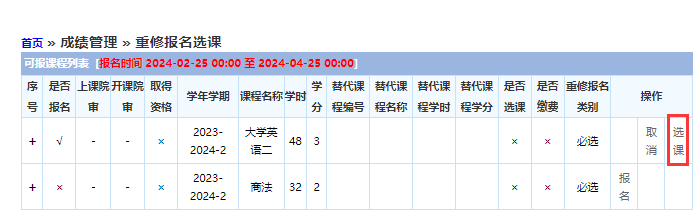 首页 » 成绩管理 » 重修报名选课
可报课程列表 [报名时间 2024-02-25 00:00 至 2024-04-25 00:00]
序号 是否报名 上课院审 开课院审 取得资格 学年学期 课程名称 学时 学分 替代课程编号 替代课程名称 替代课程学时 替代课程学分 是否选课 是否缴费 重修报名类别 操作
+ √ - - × 2023-2024-2 大学英语二 48 3 × × 必选 取消 选课
+ × - - × 2023-2024-2 商法 32 2 × × 必选 报名